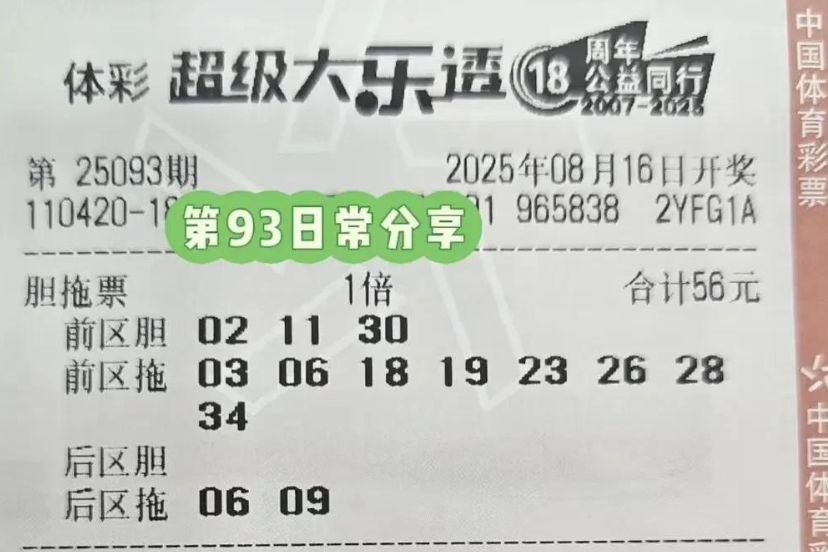 体彩 超级大乐透 18 周年
公益同行
2007-2025
第 25093期 2025年08月16日开奖
110420-18 01 965838 2YFG1A
第93日常分享
胆拖票 1倍 合计56元
前区胆 02 11 30
前区拖 03 06 18 19 23 26 28
34
后区胆
后区拖 06 09
中国体育彩票
中国体育